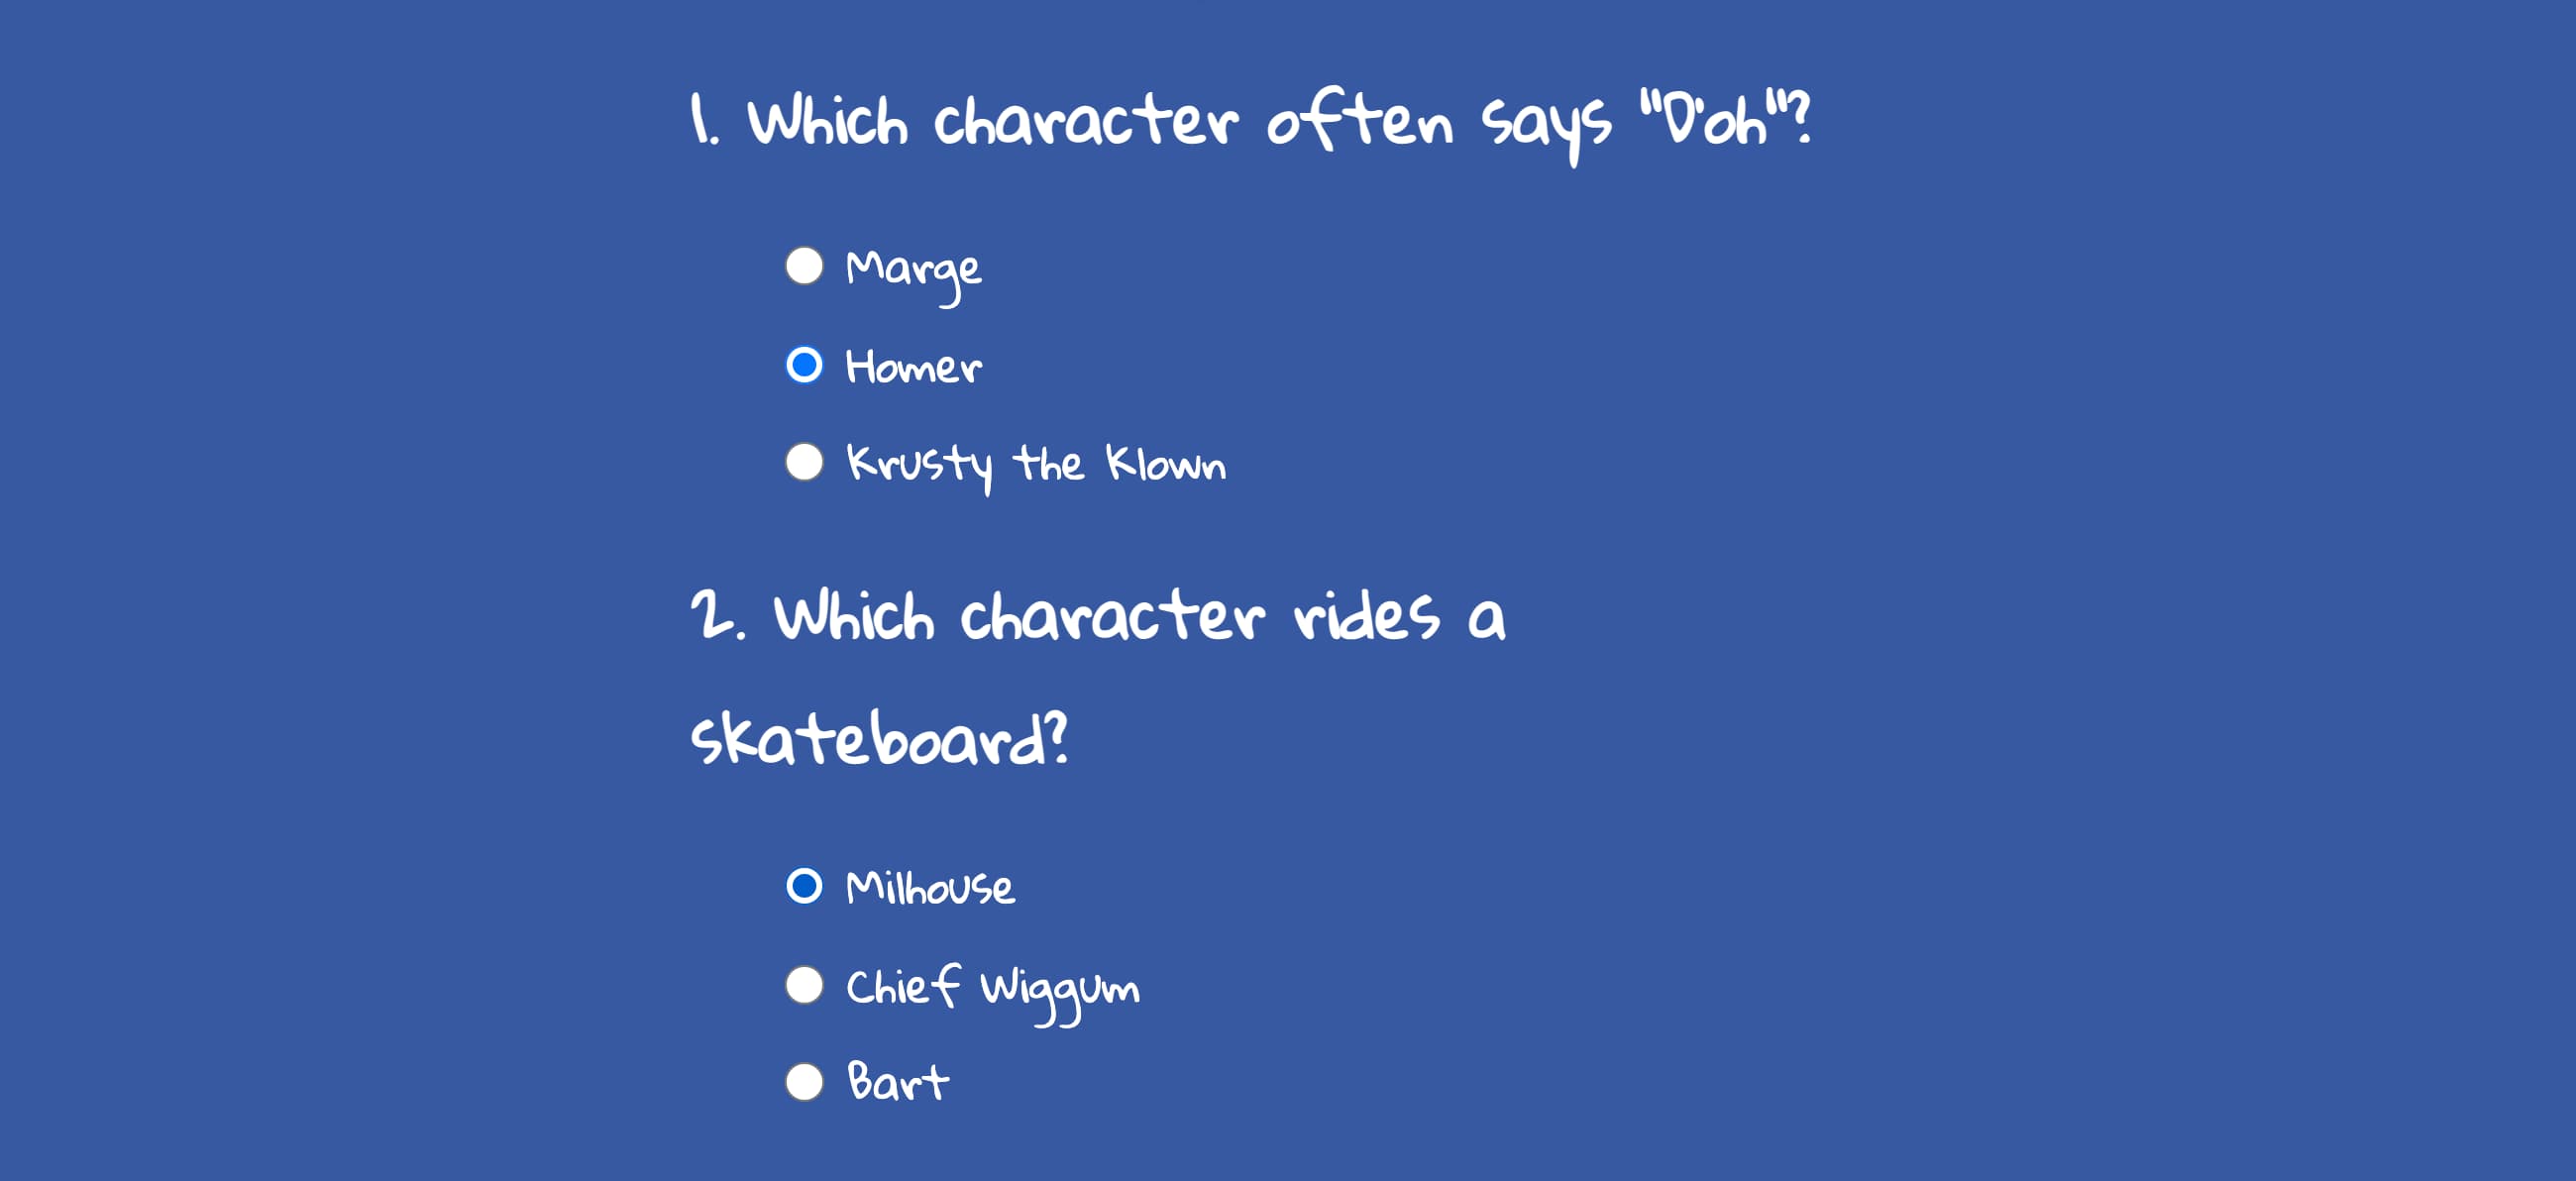 1. Which character often says "D'oh"?
Marge
Homer
Krusty the Klown
2. Which character rides a
skateboard?
Milhouse
Chief Wiggum
Bart